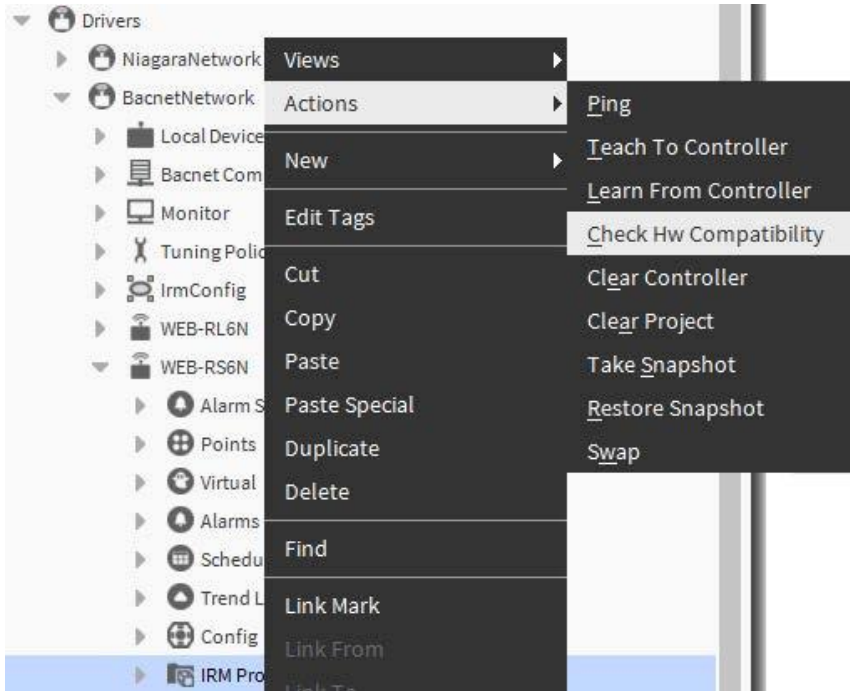 Drivers
NiagaraNetwork
BacnetNetwork
Local Device
Bacnet Com
Monitor
Tuning Polic
IrmConfig
WEB-RL6N
WEB-RS6N
Alarm S
Points
Virtual
Alarms
Schedu
Trend L
Config
IRM Pro
Views
Actions
New
Edit Tags
Cut
Copy
Paste
Paste Special
Duplicate
Delete
Find
Link Mark
Link From
Link To
Ping
Teach To Controller
Learn From Controller
Check Hw Compatibility
Clear Controller
Clear Project
Take Snapshot
Restore Snapshot
Swap